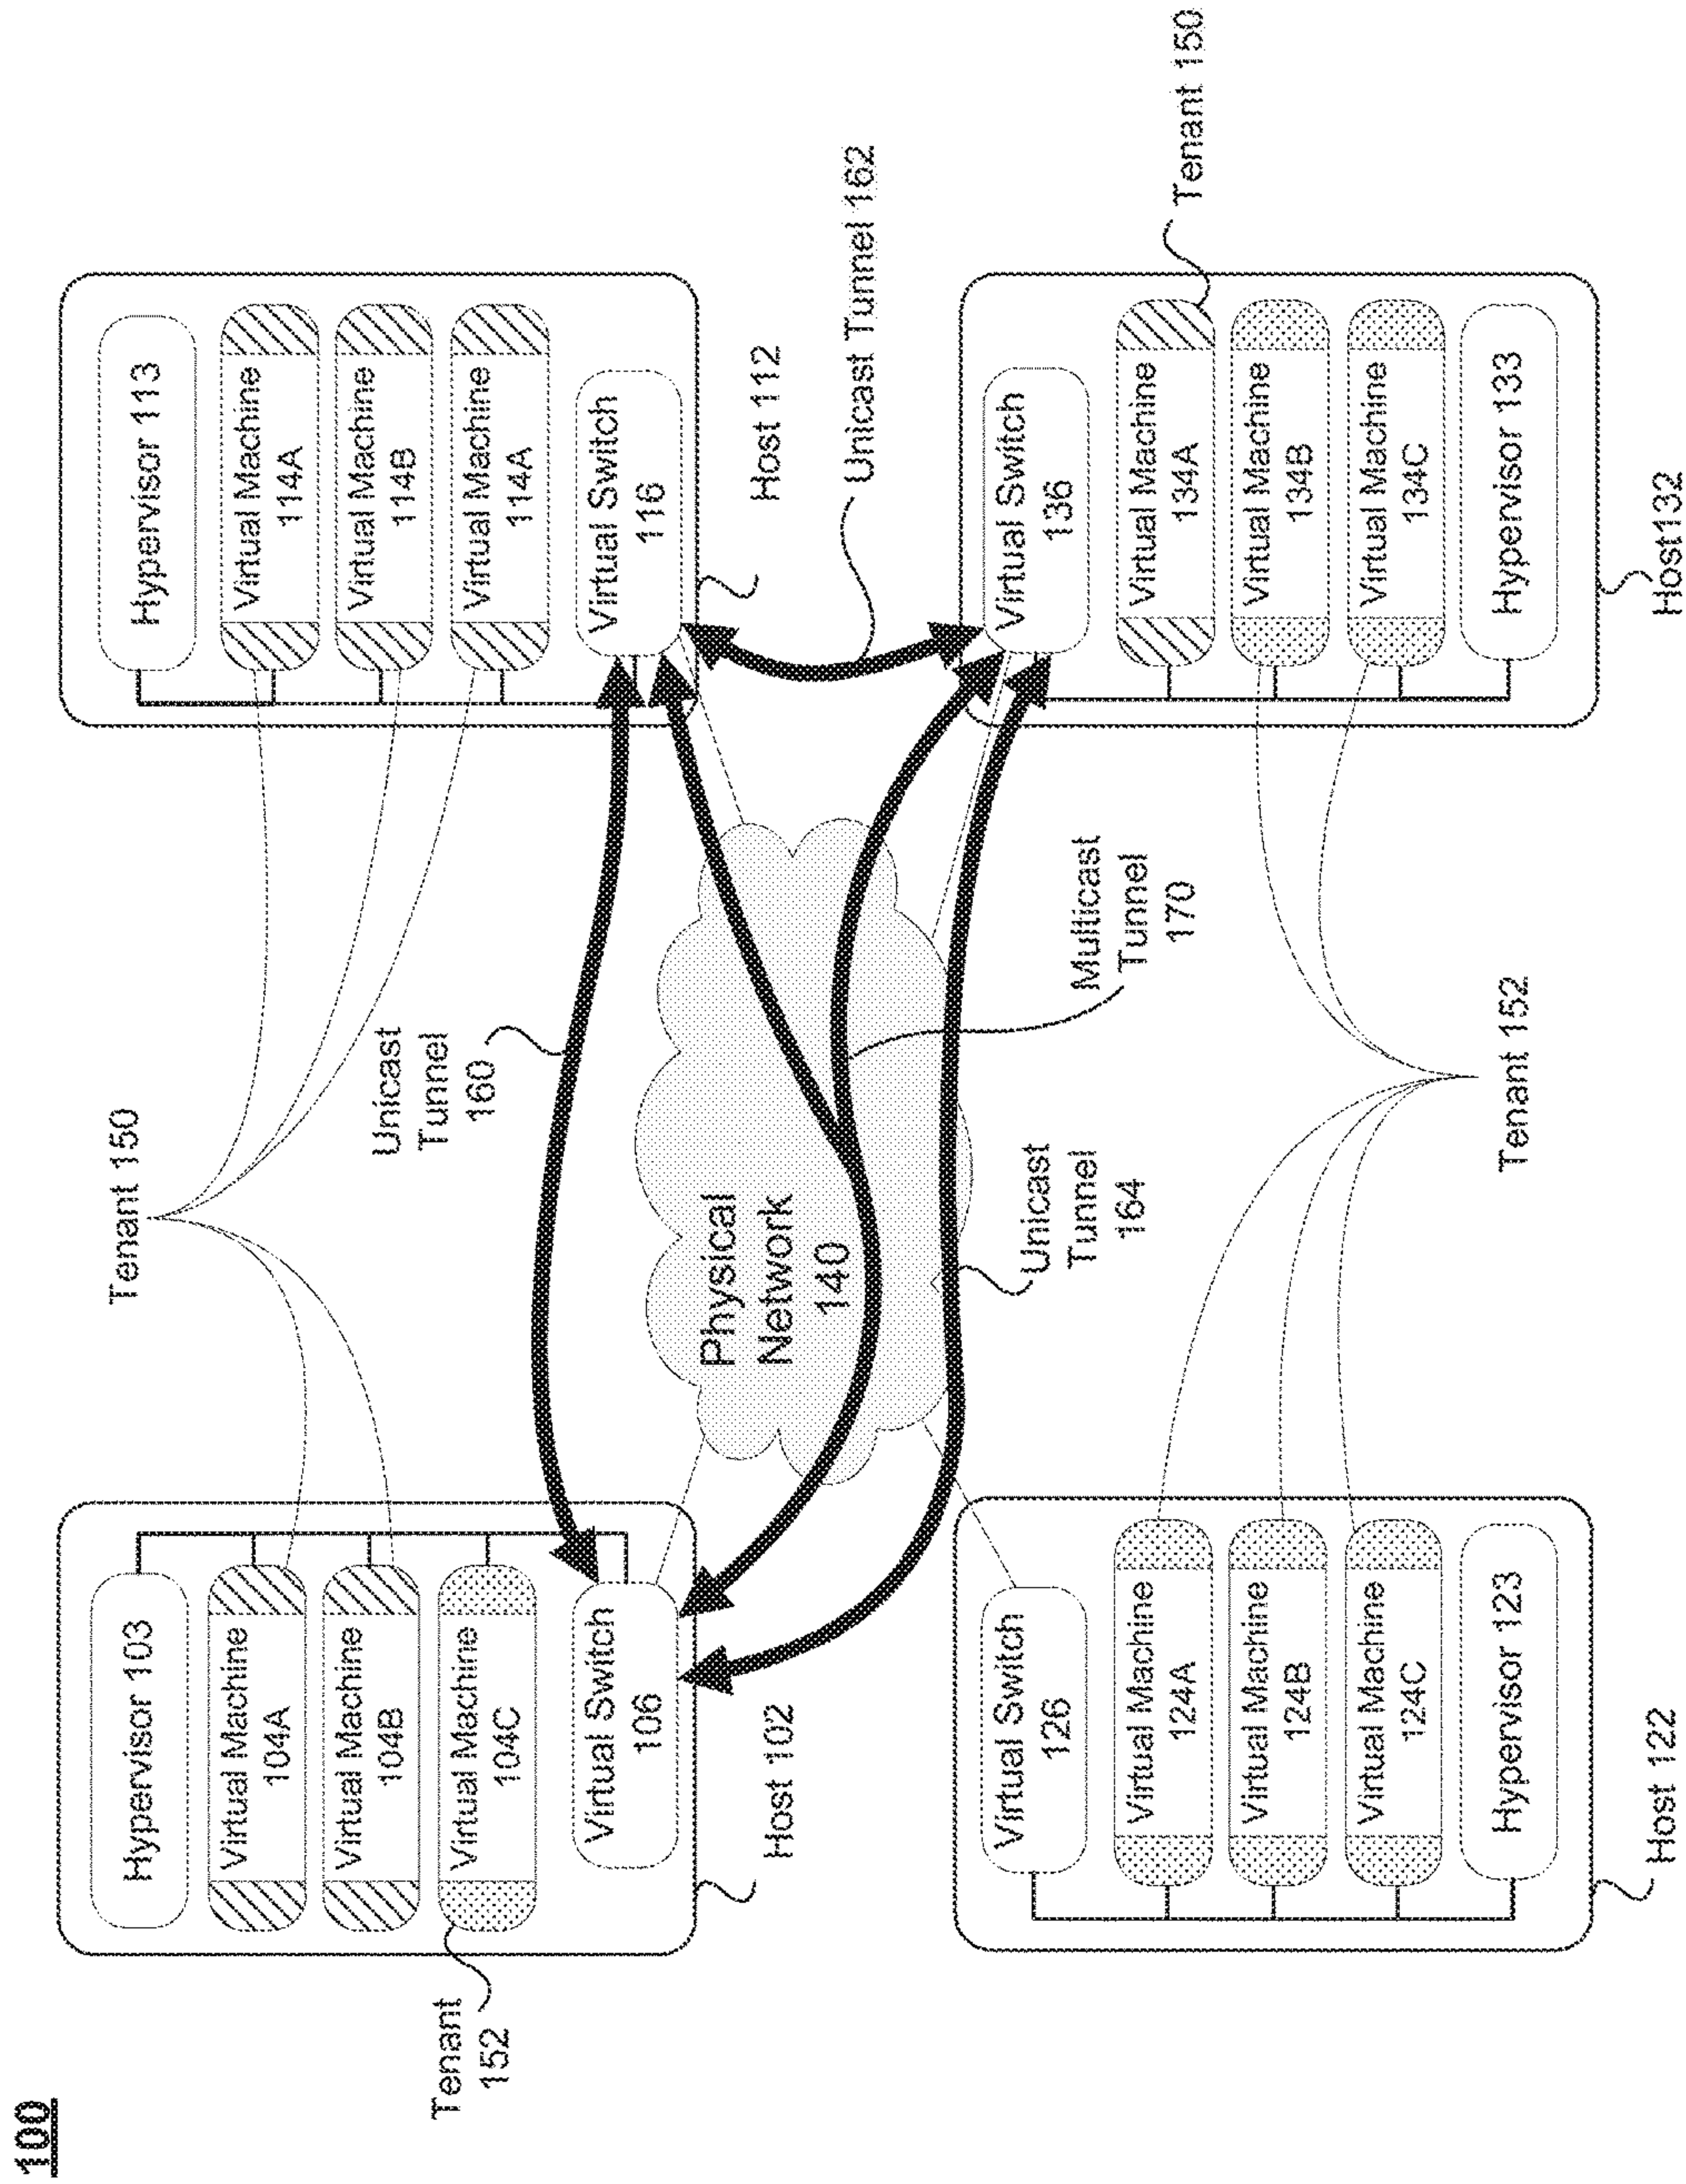 100
Tenant 150
Hypervisor 103
Virtual Machine
104A
Virtual Machine
104B
Virtual Machine
104C
Virtual Switch
106
Tenant
152
Host 102
Unicast
Tunnel
160
Hypervisor 113
Virtual Machine
114A
Virtual Machine
114B
Virtual Machine
114A
Virtual Switch
116
Host 112
Physical
Network
140
Unicast Tunnel 162
Multicast
Tunnel
170
Unicast
Tunnel
164
Virtual Switch
126
Virtual Machine
124A
Virtual Machine
124B
Virtual Machine
124C
Hypervisor 123
Host 122
Tenant 152
Virtual Switch
136
Virtual Machine
134A
Virtual Machine
134B
Virtual Machine
134C
Hypervisor 133
Host132
Tenant 150